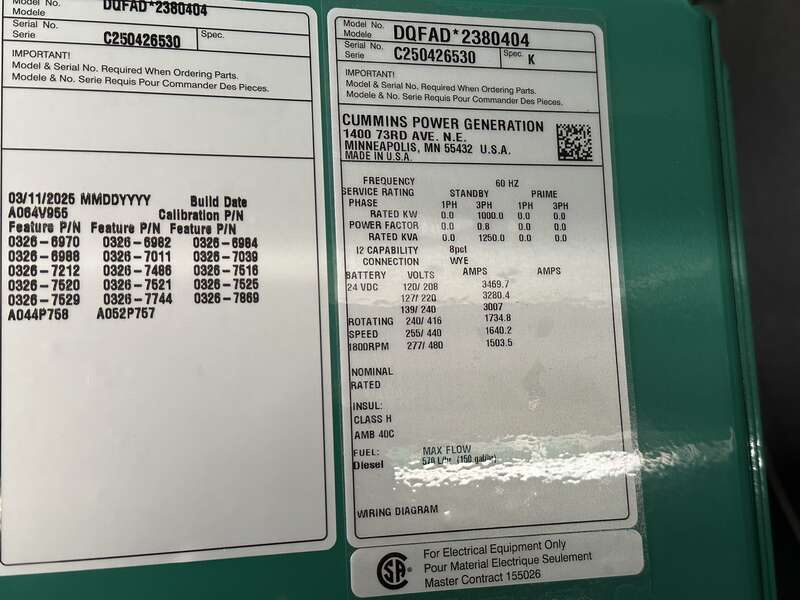 Model No. DQFAD*2380404
Modele
Serial No. C250426530 Spec.
Serie
IMPORTANT!
Model & Serial No. Required When Ordering Parts.
Modele & No. Serie Requis Pour Commander Des Pieces.
03/11/2025 MMDDYYYY Build Date
A064V955 Calibration P/N
Feature P/N Feature P/N Feature P/N
0326-6970 0326-6982 0326-6984
0326-6988 0326-7011 0326-7039
0326-7212 0326-7486 0326-7516
0326-7520 0326-7521 0326-7525
0326-7529 0326-7744 0326-7869
A044P758 A052P757
Model No. DQFAD*2380404
Modele
Serial No. C250426530 Spec. K
Serie
IMPORTANT!
Model & Serial No. Required When Ordering Parts.
Modele & No. Serie Requis Pour Commander Des Pieces.
CUMMINS POWER GENERATION
1400 73RD AVE. N.E.
MINNEAPOLIS, MN 55432 U.S.A.
MADE IN U.S.A.
FREQUENCY 60 HZ
SERVICE RATING STANDBY PRIME
PHASE 1PH 3PH 1PH 3PH
RATED KW 0.0 1000.0 0.0 0.0
POWER FACTOR 0.0 0.8 0.0 0.0
RATED KVA 0.0 1250.0 0.0 0.0
I2 CAPABILITY 8pct
CONNECTION WYE
BATTERY VOLTS AMPS AMPS
24 VDC 120/ 208 3469.7
127/ 220 3280.4
139/ 240 3007
ROTATING 240/ 416 1734.8
SPEED 255/ 440 1640.2
1800RPM 277/ 480 1503.5
NOMINAL
RATED
INSUL:
CLASS H
AMB 40C
FUEL: MAX FLOW
Diesel 570 L/hr (150 gal/hr)
WIRING DIAGRAM
CSA® For Electrical Equipment Only
Pour Material Electrique Seulement
Master Contract 155026